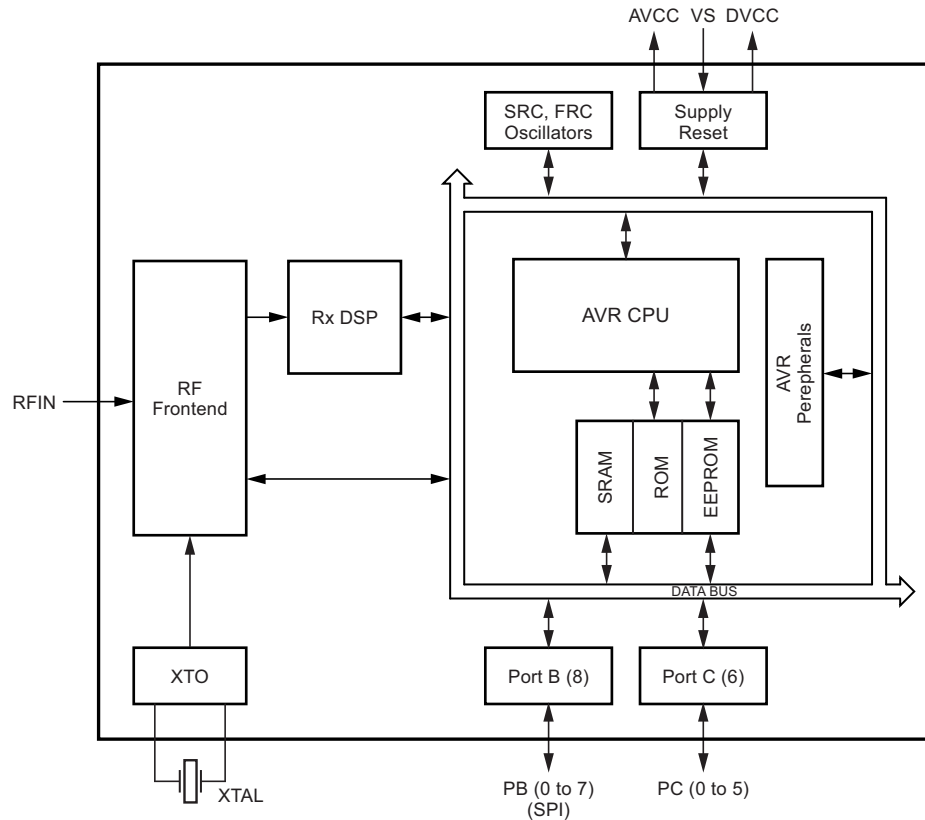 AVCC VS DVCC
SRC, FRC
Oscillators
Supply
Reset
AVR CPU
Rx DSP
AVR
Perepherals
RF
Frontend
RFIN
SRAM
ROM
EEPROM
DATA BUS
XTO
Port B (8)
Port C (6)
XTAL
PB (0 to 7)
(SPI)
PC (0 to 5)